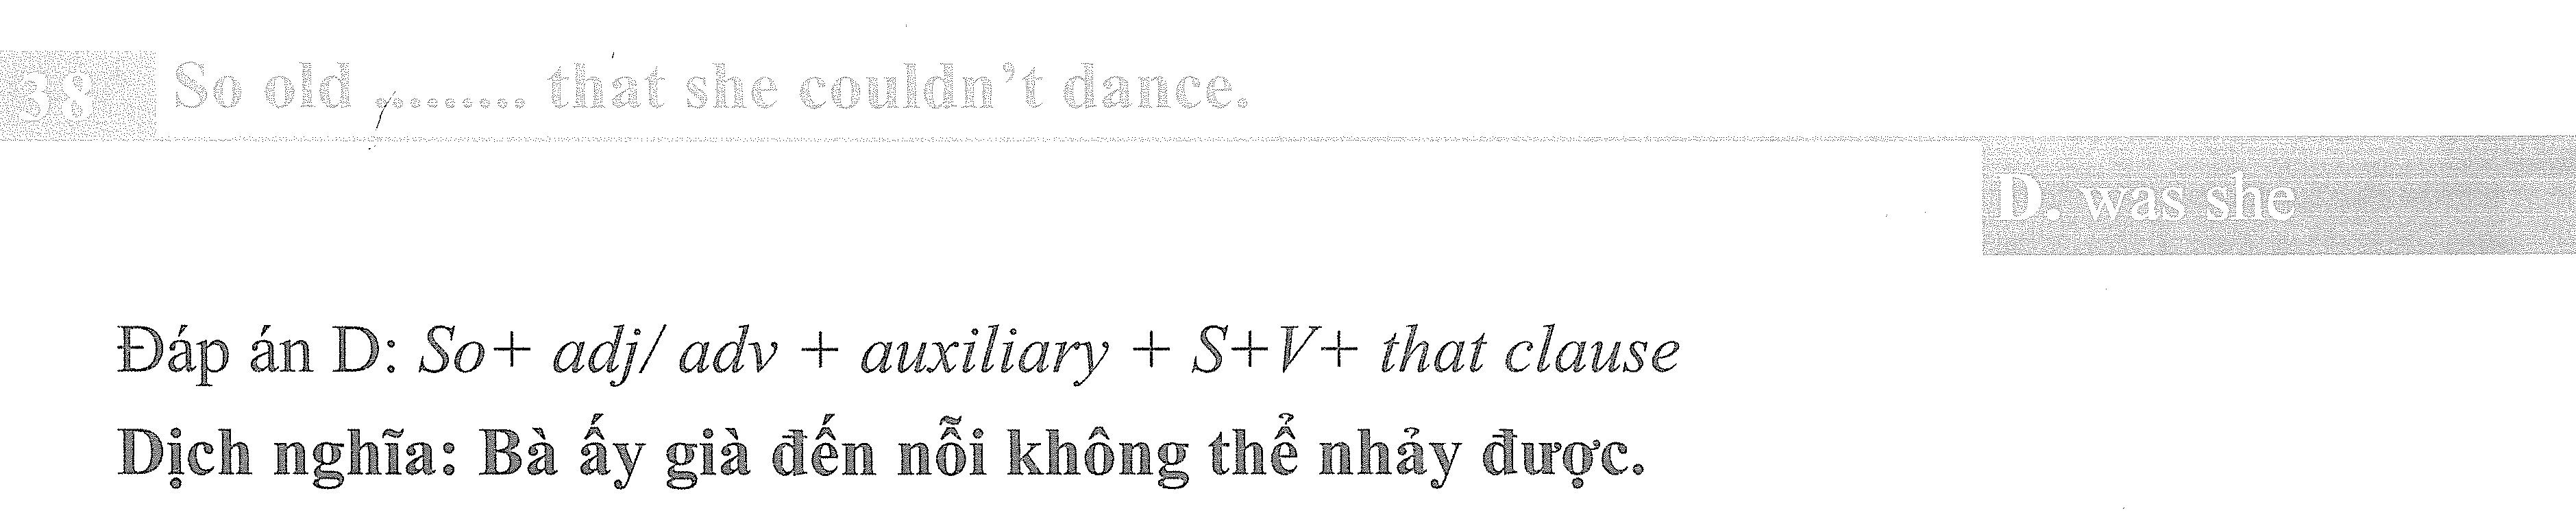 38 So old ......... that she couldn't dance.
D. was she
Đáp án D: So+ adj/ adv + auxiliary + S+V+ that clause
Dịch nghĩa: Bà ấy già đến nỗi không thể nhảy được.